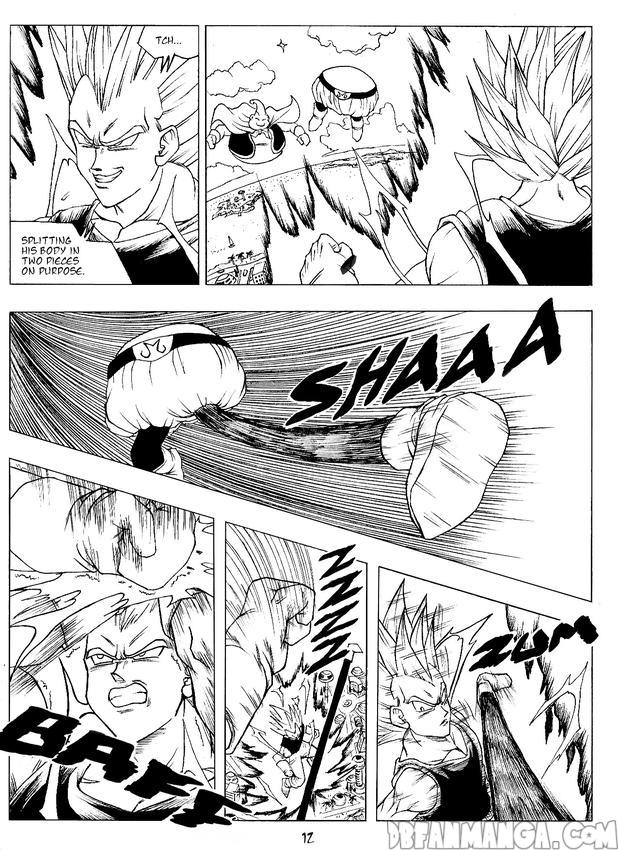 TCH...
SPLITTING
HIS BODY IN
TWO PIECES
ON PURPOSE.
M
SHAAA
BAFF
ZZZZZ
ZUM
12
DBFANMANGA.COM